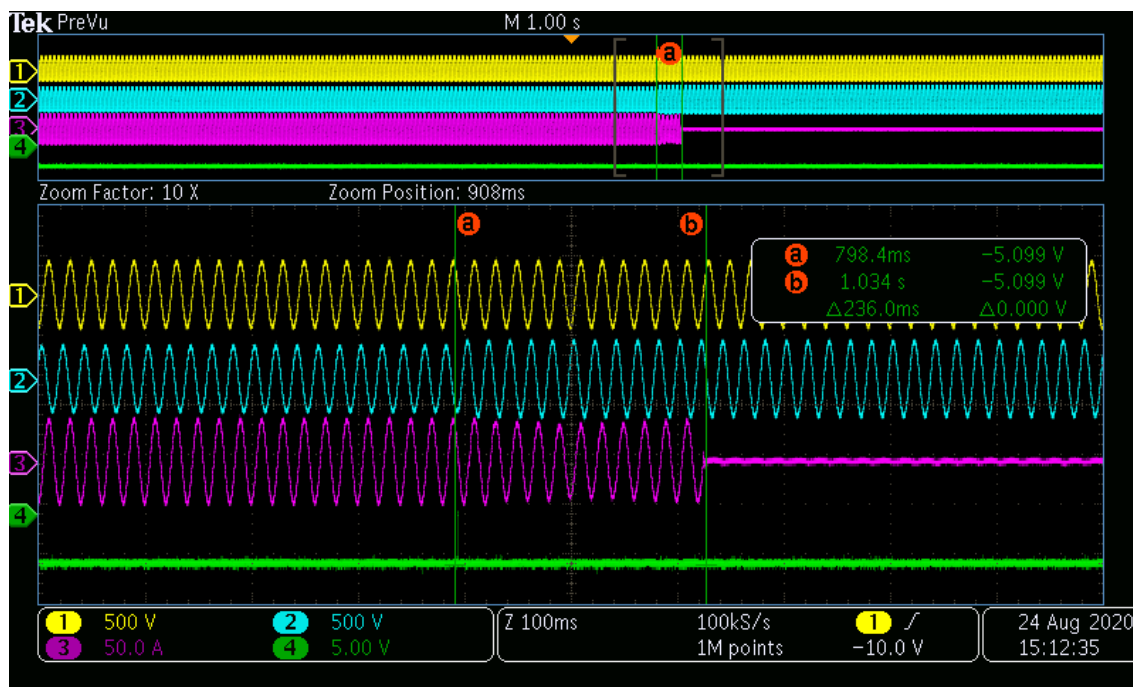 Tek PreVu M 1.00 s
a
1
2
3
4
Zoom Factor: 10 X Zoom Position: 908ms
a b
a 798.4ms −5.099 V
b 1.034 s −5.099 V
△236.0ms △0.000 V
1
2
3
4
1 500 V 2 500 V Z 100ms 100kS/s 1 24 Aug 2020
3 50.0 A 4 5.00 V 1M points −10.0 V 15:12:35